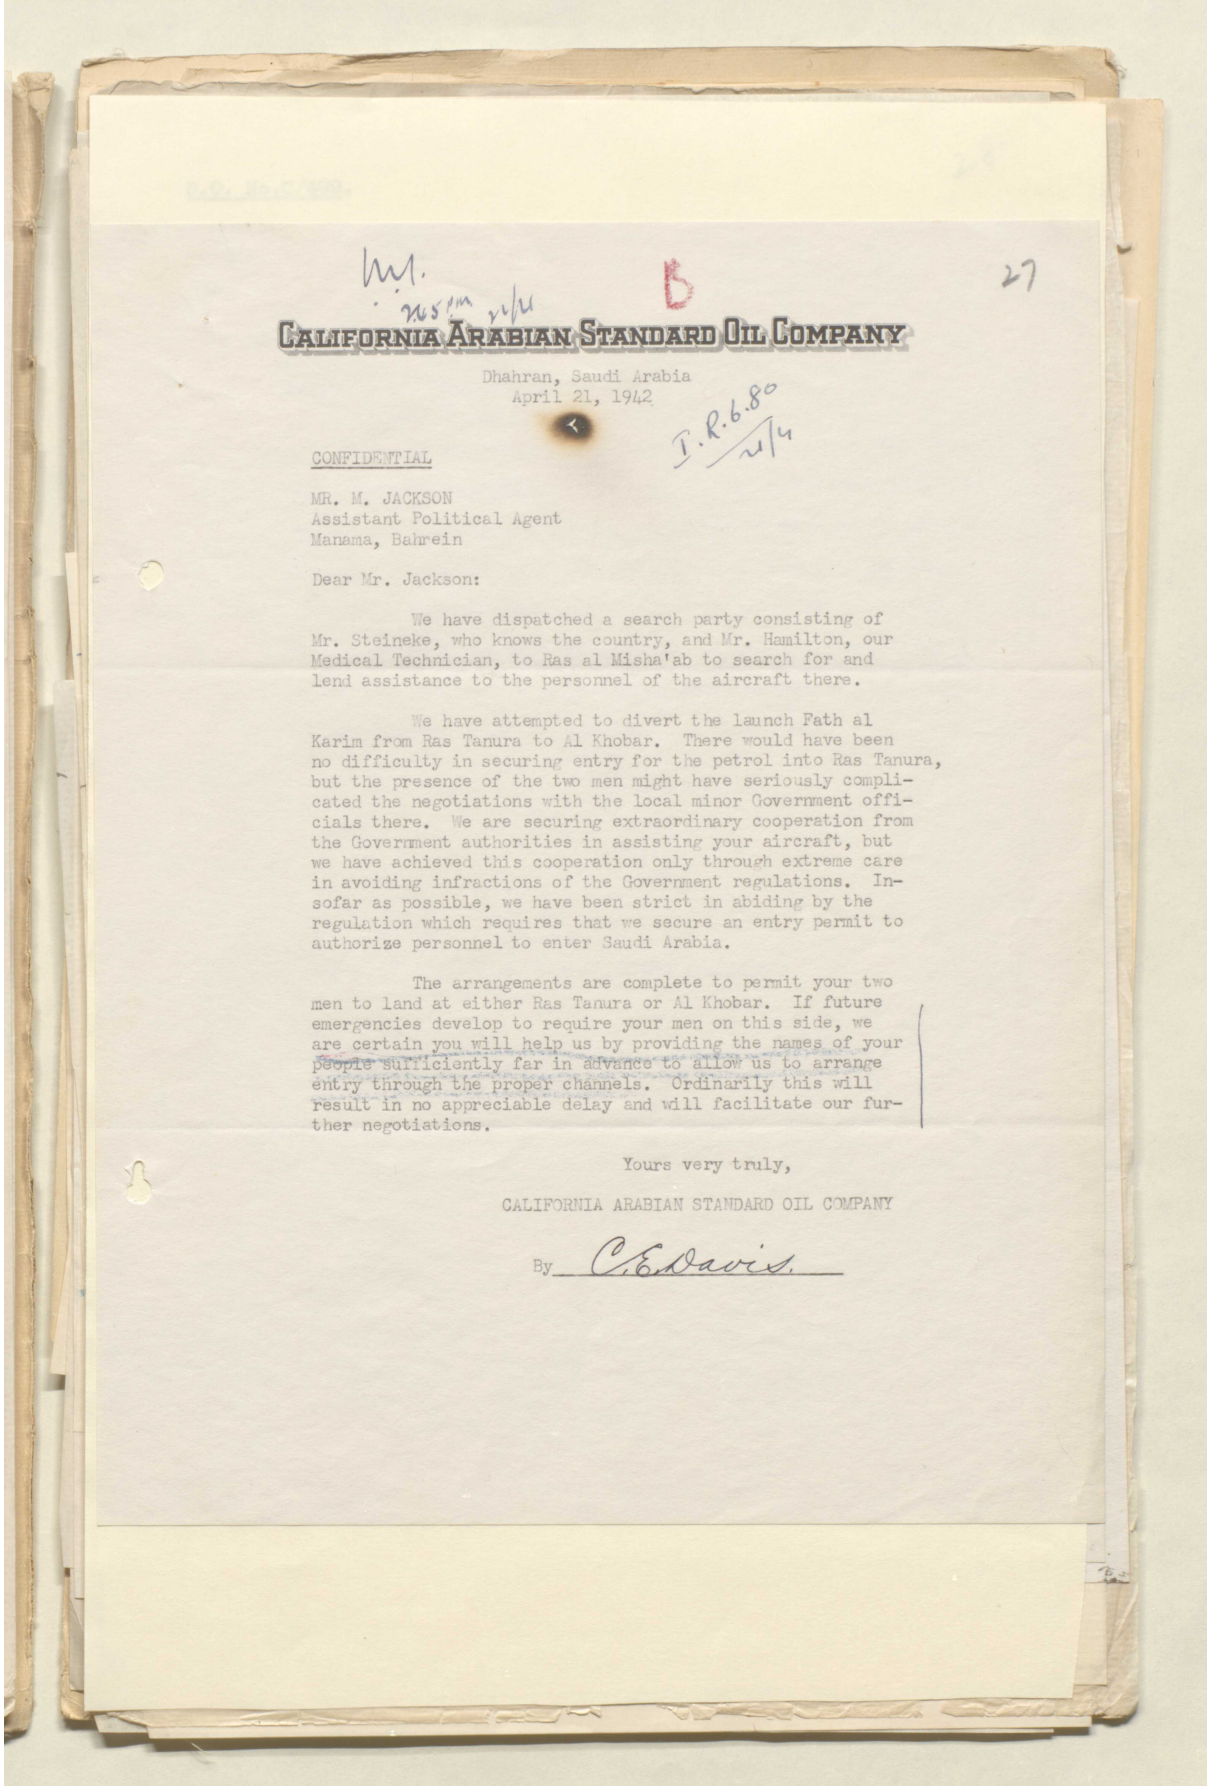 B
27
2.45 pm 21/4
CALIFORNIA ARABIAN STANDARD OIL COMPANY
Dhahran, Saudi Arabia
April 21, 1942
I.R.6.80
21/4
CONFIDENTIAL
MR. M. JACKSON
Assistant Political Agent
Manama, Bahrein
Dear Mr. Jackson:
We have dispatched a search party consisting of
Mr. Steineke, who knows the country, and Mr. Hamilton, our
Medical Technician, to Ras al Misha'ab to search for and
lend assistance to the personnel of the aircraft there.
We have attempted to divert the launch Fath al
Karim from Ras Tanura to Al Khobar. There would have been
no difficulty in securing entry for the petrol into Ras Tanura,
but the presence of the two men might have seriously compli-
cated the negotiations with the local minor Government offi-
cials there. We are securing extraordinary cooperation from
the Government authorities in assisting your aircraft, but
we have achieved this cooperation only through extreme care
in avoiding infractions of the Government regulations. In-
sofar as possible, we have been strict in abiding by the
regulation which requires that we secure an entry permit to
authorize personnel to enter Saudi Arabia.
The arrangements are complete to permit your two
men to land at either Ras Tanura or Al Khobar. If future
emergencies develop to require your men on this side, we
are certain you will help us by providing the names of your
people sufficiently far in advance to allow us to arrange
entry through the proper channels. Ordinarily this will
result in no appreciable delay and will facilitate our fur-
ther negotiations.
Yours very truly,
CALIFORNIA ARABIAN STANDARD OIL COMPANY
By C.E. Davis.